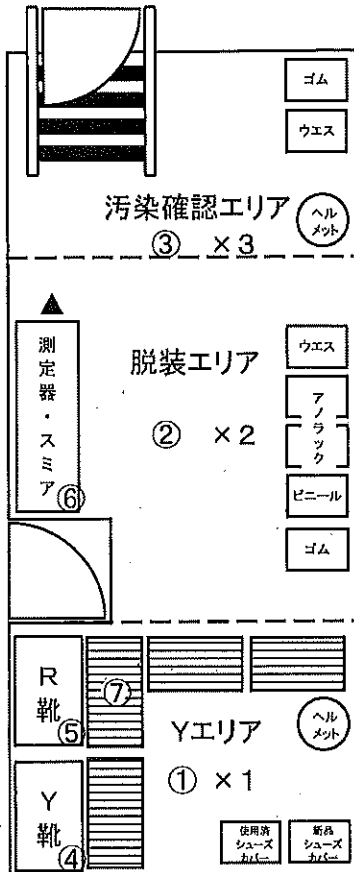 ゴム
ウエス
汚染確認エリア
ヘル
メット
③ ×3
▲
測定器・スミア
⑥
脱装エリア
② ×2
ウエス
アノラック
ビニール
ゴム
R
靴
⑤
⑦
Yエリア
ヘル
メット
① ×1
Y
靴
④
使用済
シューズ
カバー
新品
シューズ
カバー